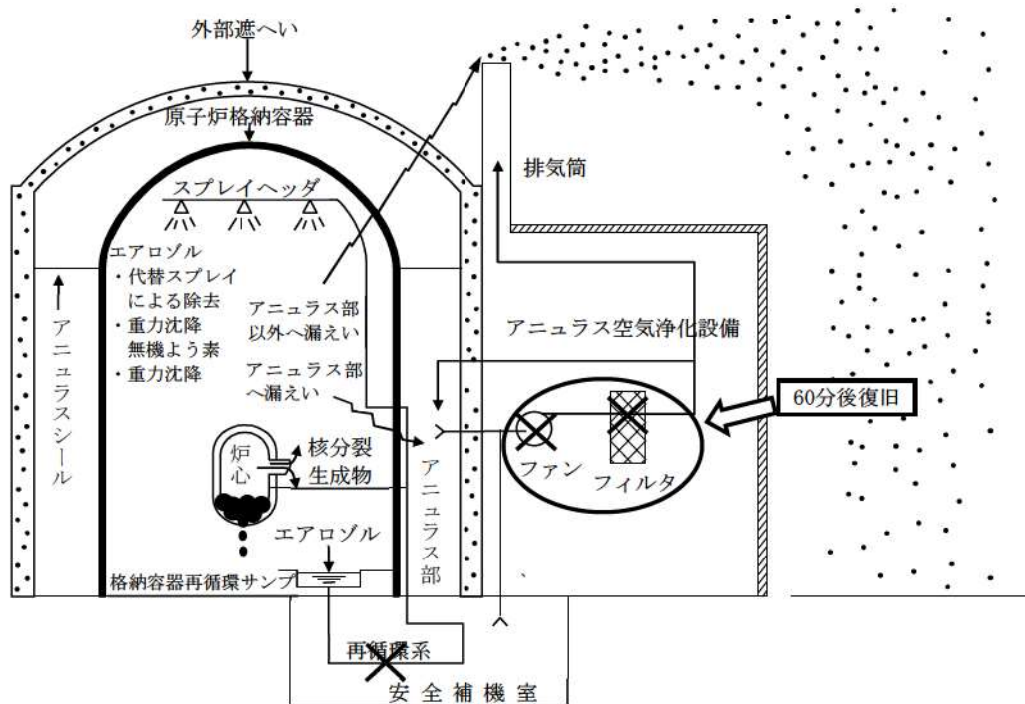 外部遮へい
原子炉格納容器
スプレイヘッダ
エアロゾル
・代替スプレイ
による除去
・重力沈降
無機よう素
・重力沈降
アニュラス部
以外へ漏えい
アニュラス部
へ漏えい
アニュラスシール
炉心
核分裂
生成物
エアロゾル
格納容器再循環サンプ
アニュラス部
再循環系
安全補機室
排気筒
アニュラス空気浄化設備
ファン
フィルタ
60分後復旧